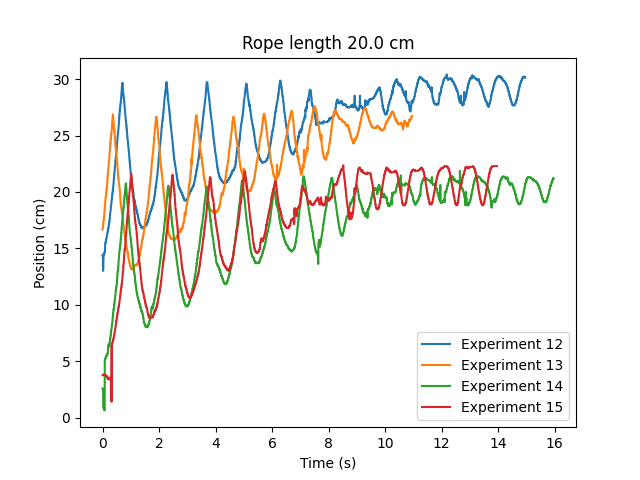 Rope length 20.0 cm
Position (cm)
30
25
20
15
10
5
0
Experiment 12
Experiment 13
Experiment 14
Experiment 15
0 2 4 6 8 10 12 14 16
Time (s)